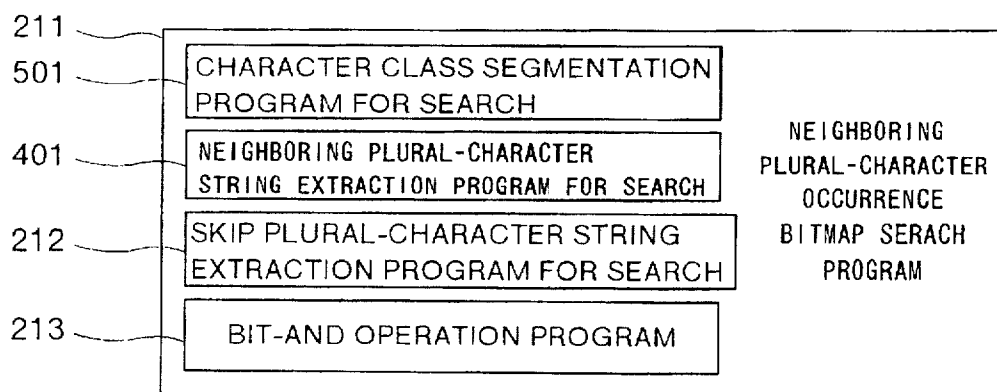 211
501
CHARACTER CLASS SEGMENTATION
PROGRAM FOR SEARCH
401
NEIGHBORING PLURAL-CHARACTER
STRING EXTRACTION PROGRAM FOR SEARCH
212
SKIP PLURAL-CHARACTER STRING
EXTRACTION PROGRAM FOR SEARCH
213
BIT-AND OPERATION PROGRAM
NEIGHBORING
PLURAL-CHARACTER
OCCURRENCE
BITMAP SERACH
PROGRAM